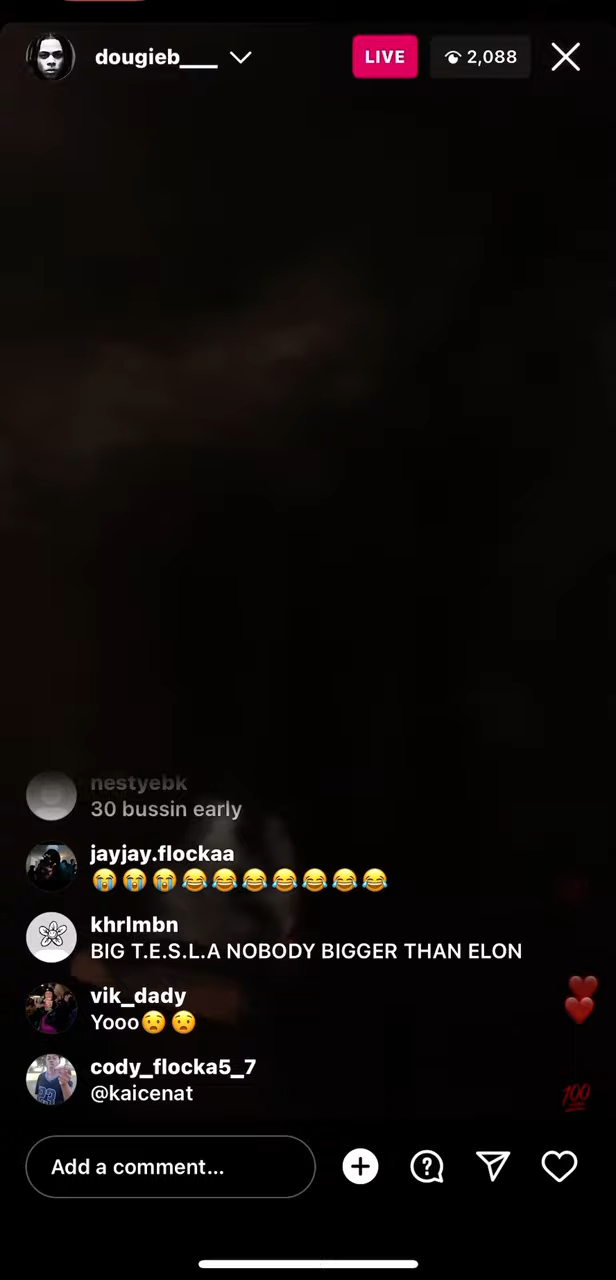 dougieb___
LIVE
2,088
nestyebk
30 bussin early
jayjay.flockaa
😭😭😭😂😂😂😂😂😂😂
khrlmbn
BIG T.E.S.L.A NOBODY BIGGER THAN ELON
vik_dady
Yooo😧😧
cody_flocka5_7
@kaicenat
💯
Add a comment...